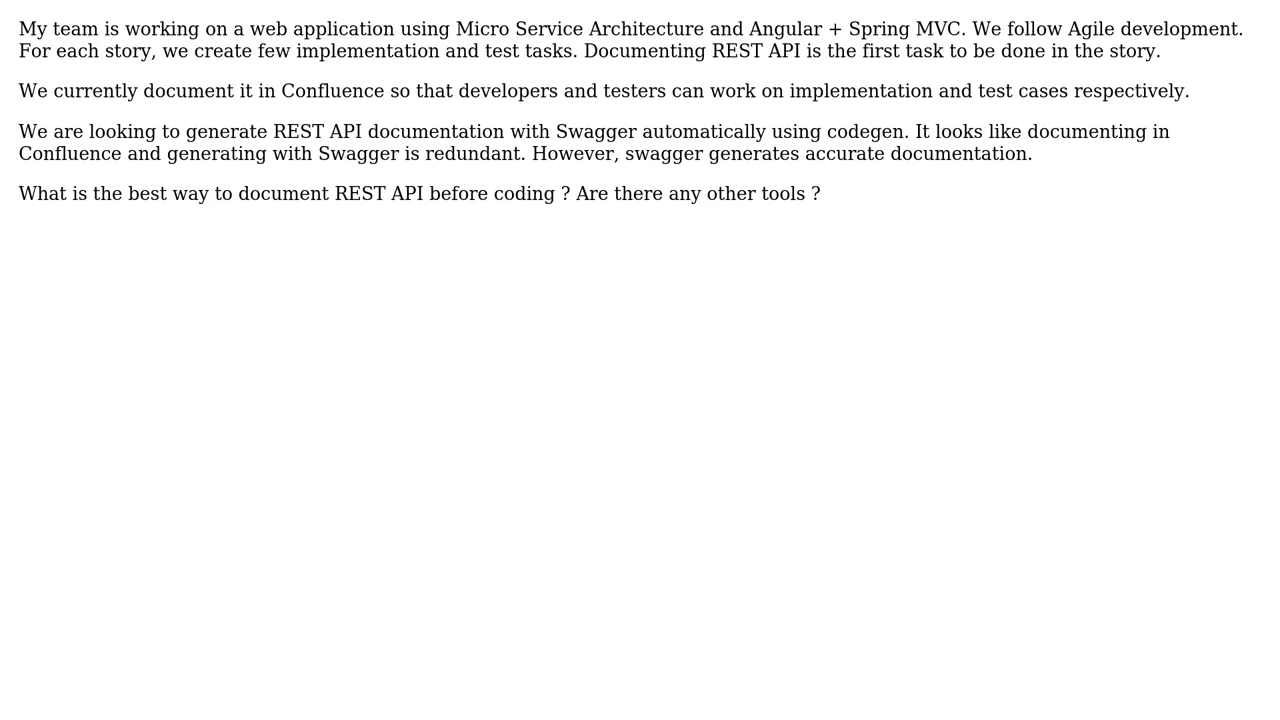 My team is working on a web application using Micro Service Architecture and Angular + Spring MVC. We follow Agile development.
For each story, we create few implementation and test tasks. Documenting REST API is the first task to be done in the story.
We currently document it in Confluence so that developers and testers can work on implementation and test cases respectively.
We are looking to generate REST API documentation with Swagger automatically using codegen. It looks like documenting in
Confluence and generating with Swagger is redundant. However, swagger generates accurate documentation.
What is the best way to document REST API before coding ? Are there any other tools ?